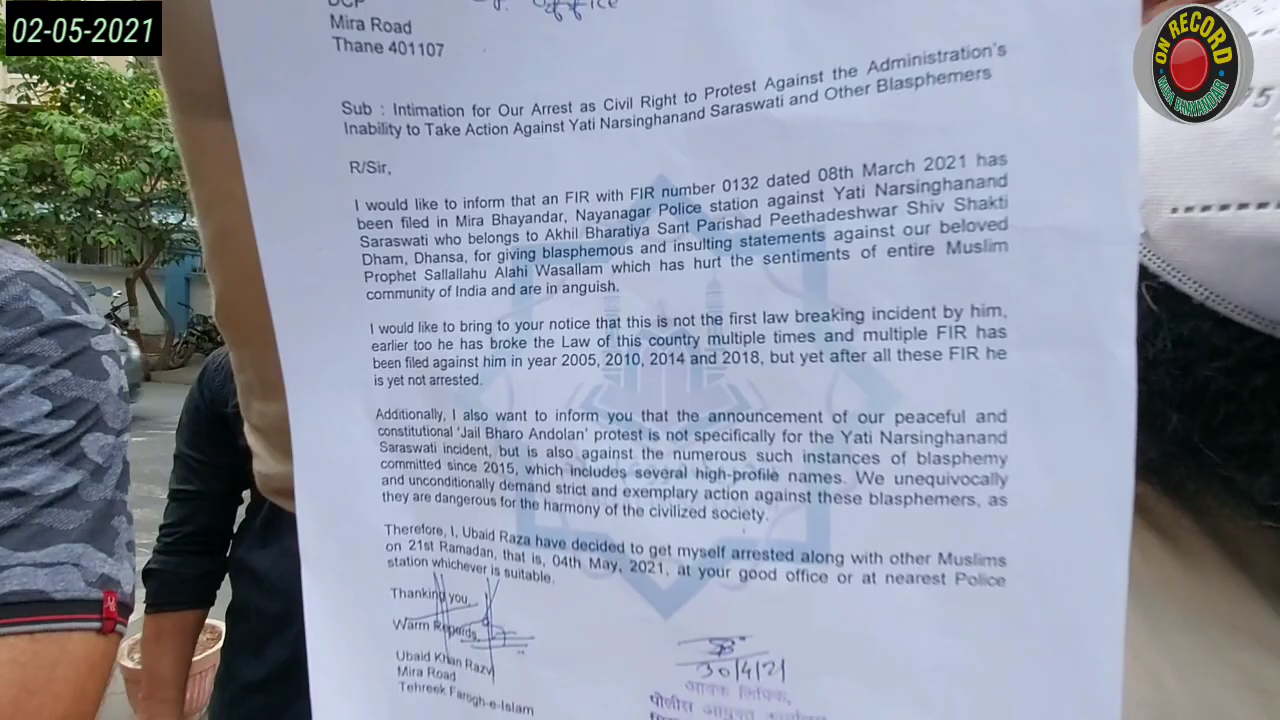 02-05-2021
ON RECORD
MIRA BHAYANDAR
Office
DCP
Mira Road
Thane 401107
Sub : Intimation for Our Arrest as Civil Right to Protest Against the Administration's
Inability to Take Action Against Yati Narsinghanand Saraswati and Other Blasphemers
R/Sir,
I would like to inform that an FIR with FIR number 0132 dated 08th March 2021 has
been filed in Mira Bhayandar, Nayanagar Police station against Yati Narsinghanand
Saraswati who belongs to Akhil Bharatiya Sant Parishad Peethadeshwar Shiv Shakti
Dham, Dhansa, for giving blasphemous and insulting statements against our beloved
Prophet Sallallahu Alahi Wasallam which has hurt the sentiments of entire Muslim
community of India and are in anguish.
I would like to bring to your notice that this is not the first law breaking incident by him,
earlier too he has broke the Law of this country multiple times and multiple FIR has
been filed against him in year 2005, 2010, 2014 and 2018, but yet after all these FIR he
is yet not arrested.
Additionally, I also want to inform you that the announcement of our peaceful and
constitutional 'Jail Bharo Andolan' protest is not specifically for the Yati Narsinghanand
Saraswati incident, but is also against the numerous such instances of blasphemy
committed since 2015, which includes several high-profile names. We unequivocally
and unconditionally demand strict and exemplary action against these blasphemers, as
they are dangerous for the harmony of the civilized society.
Therefore, I, Ubaid Raza have decided to get myself arrested along with other Muslims
on 21st Ramadan, that is, 04th May, 2021, at your good office or at nearest Police
station whichever is suitable.
Thanking you
Warm Regards,
Ubaid Khan Razvi
Mira Road
Tehreek Farogh-e-Islam
30/4/21
आवक लिपिक,
पोलीस आयुक्त कार्यालय